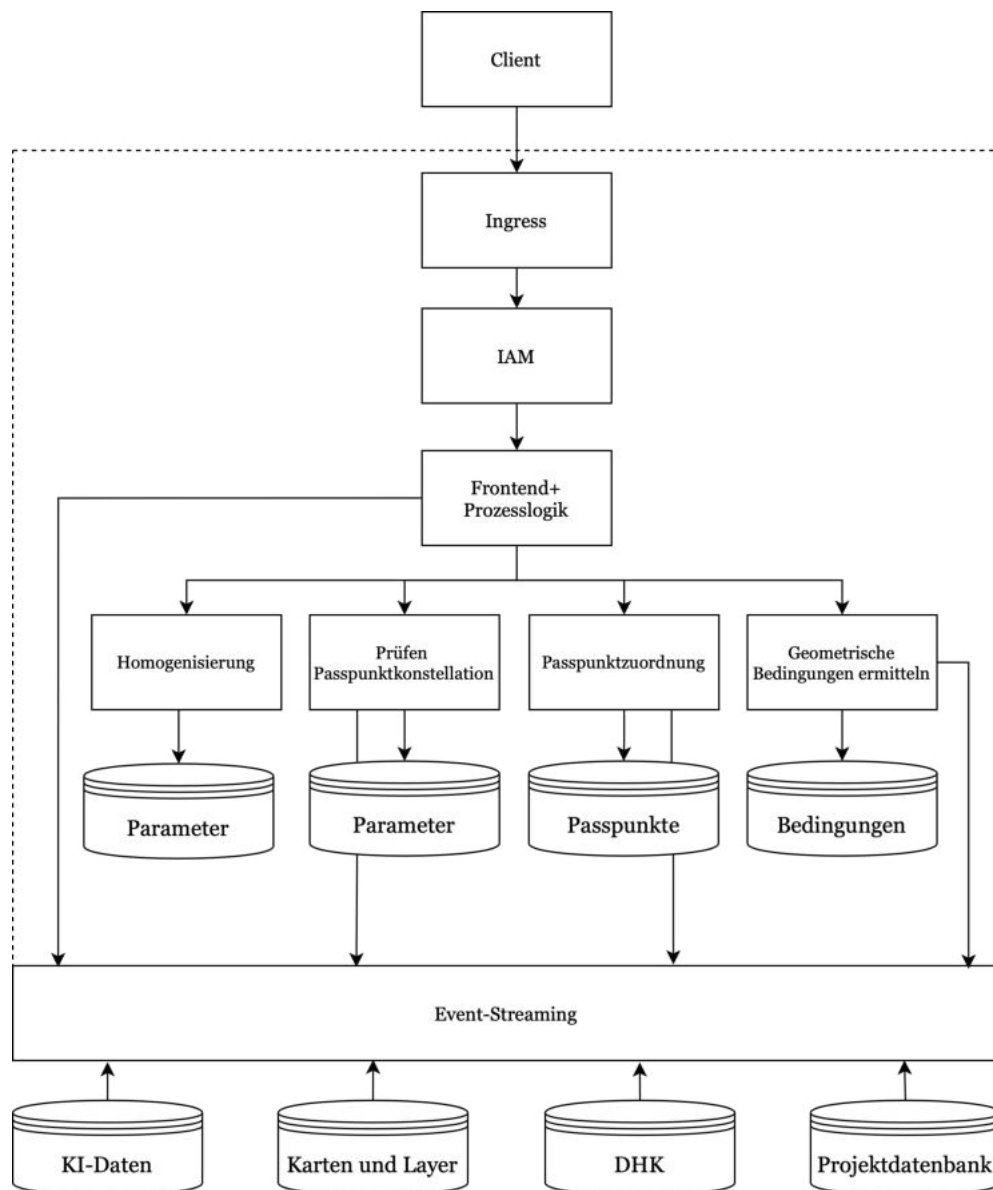 Client
Ingress
IAM
Frontend+
Prozesslogik
Homogenisierung
Prüfen
Passpunktkonstellation
Passpunktzuordnung
Geometrische
Bedingungen ermitteln
Parameter
Parameter
Passpunkte
Bedingungen
Event-Streaming
KI-Daten
Karten und Layer
DHK
Projektdatenbank